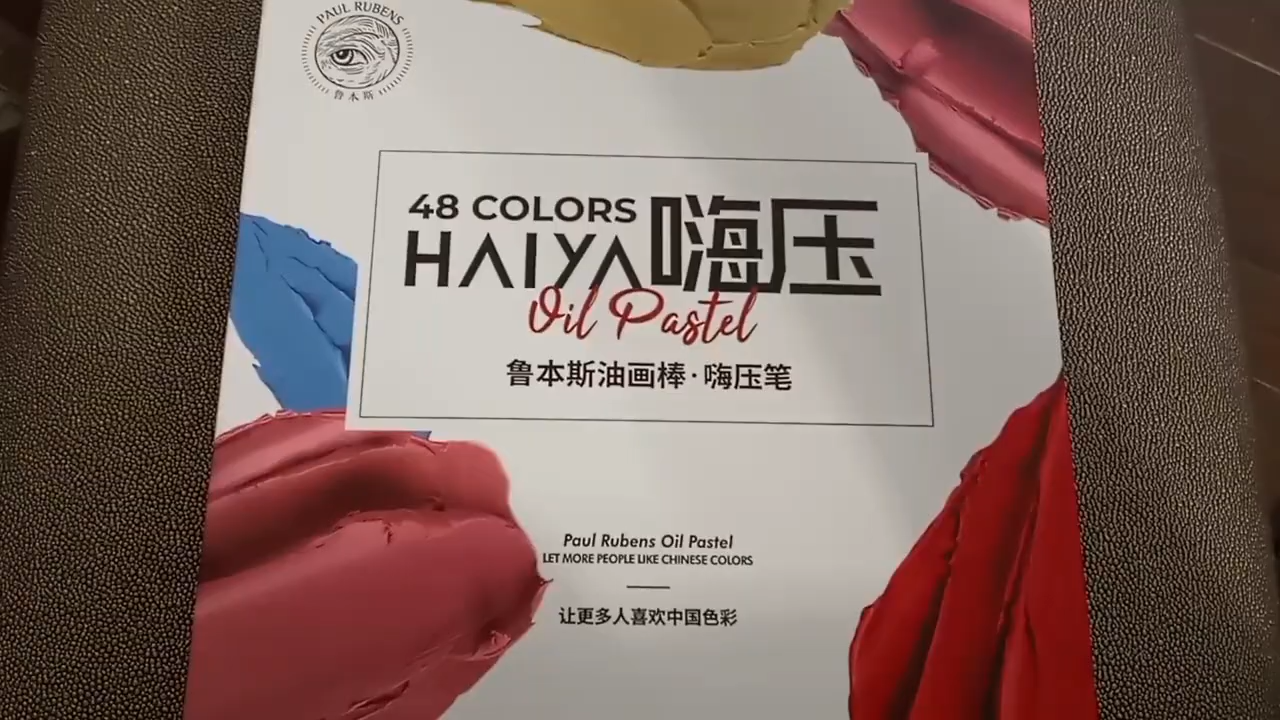 PAUL RUBENS
鲁本斯
48 COLORS
HAIYA嗨压
Oil Pastel
鲁本斯油画棒·嗨压笔
Paul Rubens Oil Pastel
LET MORE PEOPLE LIKE CHINESE COLORS
让更多人喜欢中国色彩